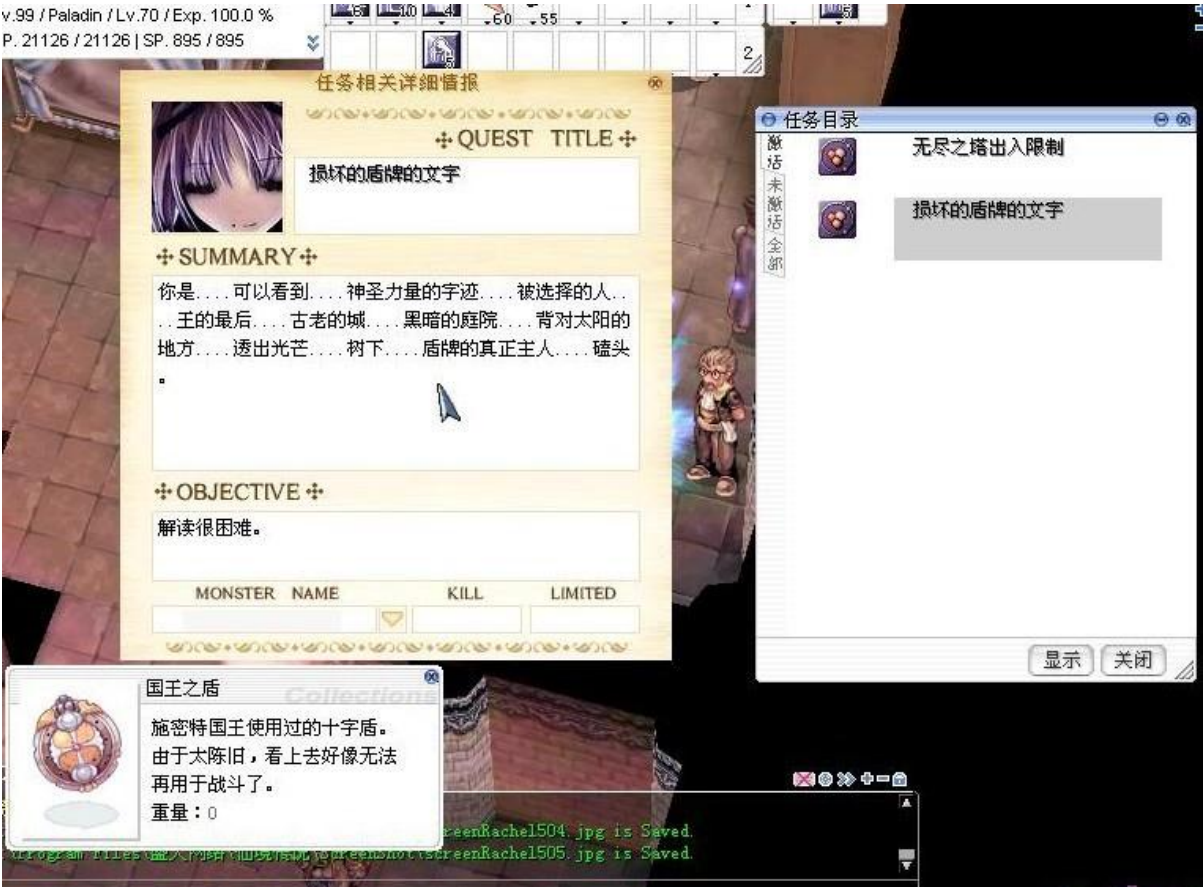 v.99 / Paladin / Lv.70 / Exp. 100.0 %
P. 21126 / 21126 | SP. 895 / 895
60 55
5
2
任务相关详细情报
QUEST TITLE
损坏的盾牌的文字
SUMMARY
你是....可以看到....神圣力量的字迹....被选择的人..
..王的最后....古老的城....黑暗的庭院....背对太阳的
地方....透出光芒....树下....盾牌的真正主人....磕头
。
OBJECTIVE
解读很困难。
MONSTER NAME KILL LIMITED
任务目录
激活
未激活
全部
无尽之塔出入限制
损坏的盾牌的文字
显示 关闭
国王之盾
Collections
施密特国王使用过的十字盾。
由于太陈旧，看上去好像无法
再用于战斗了。
重量：0
creenRachel504.jpg is Saved.
\screenRachel505.jpg is Saved.